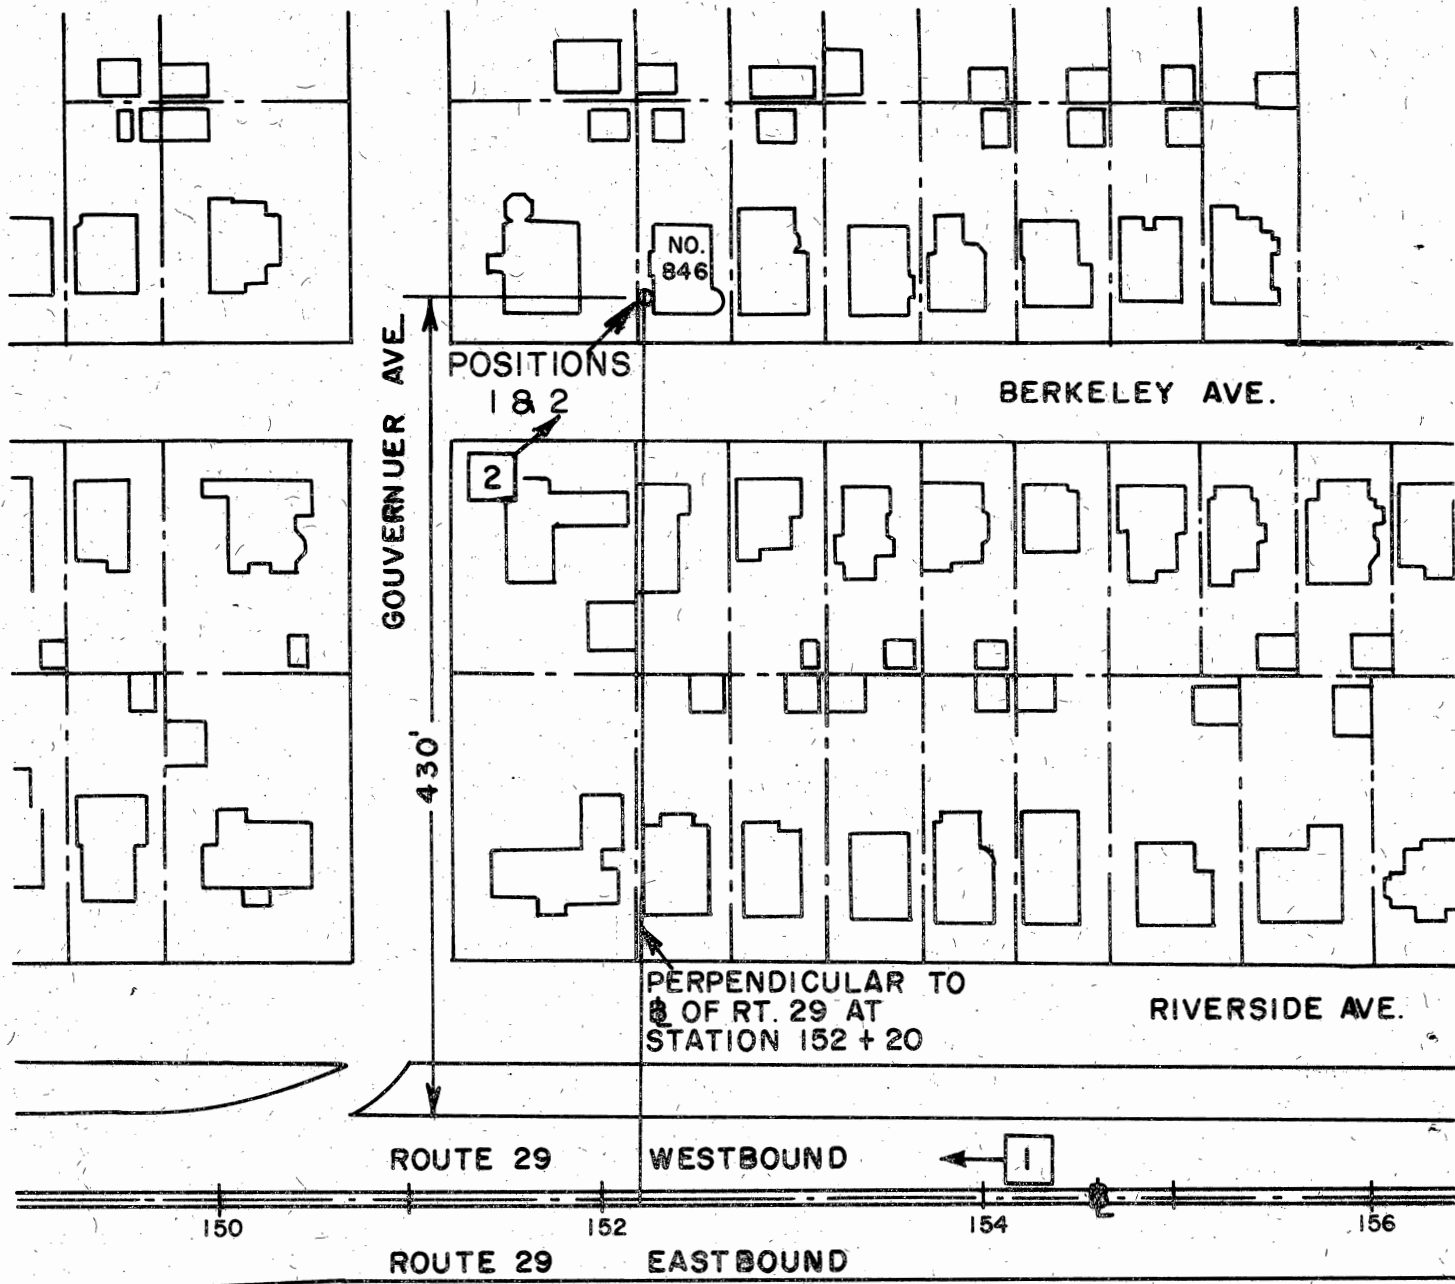 NO.
846
GOUVERNUER AVE.
POSITIONS
1 & 2
BERKELEY AVE.
2
430'
PERPENDICULAR TO
℄ OF RT. 29 AT
STATION 152 + 20
RIVERSIDE AVE.
ROUTE 29 WESTBOUND
1
℄
150 152 154 156
ROUTE 29 EASTBOUND